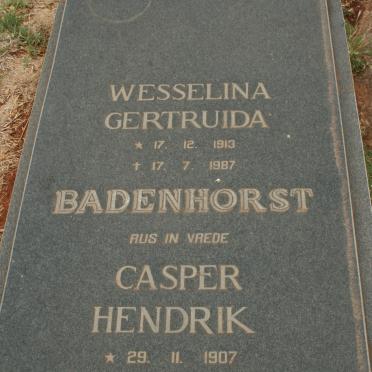 WESSELINA
GERTRUIDA
* 17. 12. 1913
† 17. 7. 1987
BADENHORST
RUS IN VREDE
CASPER
HENDRIK
* 29. 11. 1907